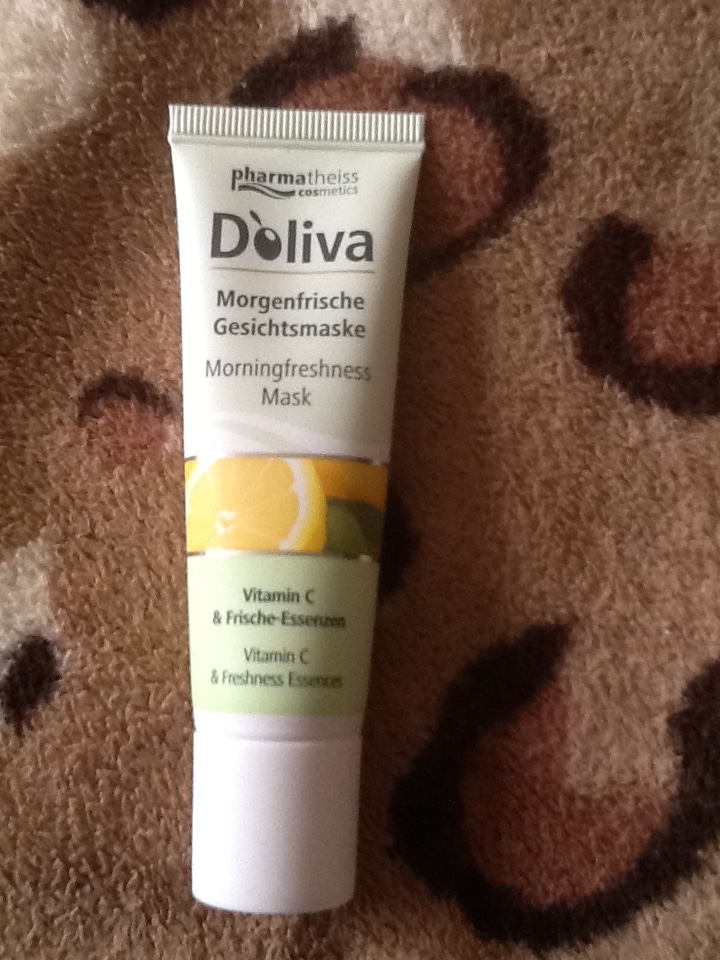 pharmatheiss
cosmetics
D'oliva
Morgenfrische
Gesichtsmaske
Morningfreshness
Mask
Vitamin C
& Frische-Essenzen
Vitamin C
& Freshness Essences